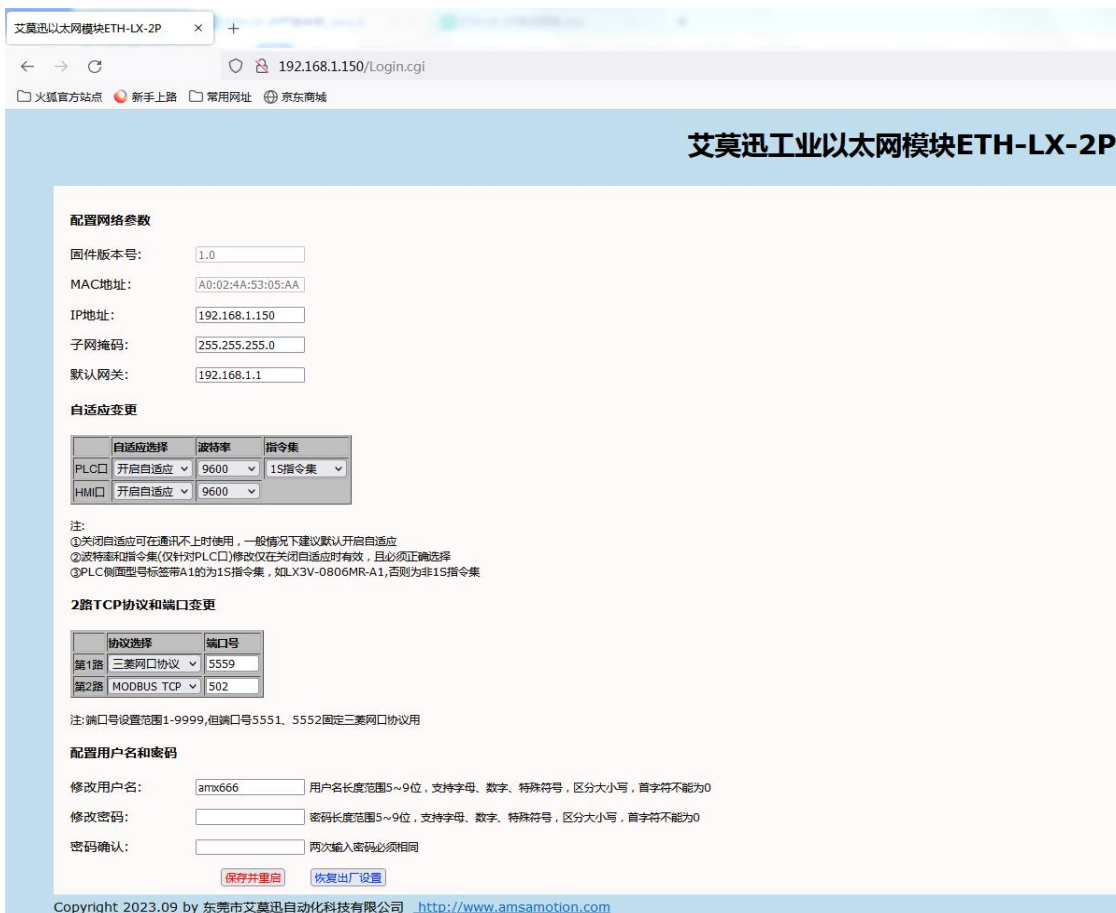 艾莫迅以太网模块ETH-LX-2P
192.168.1.150/Login.cgi
火狐官方站点 新手上路 常用网址 京东商城
艾莫迅工业以太网模块ETH-LX-2P
配置网络参数
固件版本号: 1.0
MAC地址: A0:02:4A:53:05:AA
IP地址: 192.168.1.150
子网掩码: 255.255.255.0
默认网关: 192.168.1.1
自适应变更
自适应选择 波特率 指令集
PLC口 开启自适应 9600 1S指令集
HMI口 开启自适应 9600
注:
①关闭自适应可在通讯不上时使用，一般情况下建议默认开启自适应
②波特率和指令集(仅针对PLC口)修改仅在关闭自适应时有效，且必须正确选择
③PLC侧面型号标签带A1的为1S指令集，如LX3V-0806MR-A1,否则为非1S指令集
2路TCP协议和端口变更
协议选择 端口号
第1路 三菱网口协议 5559
第2路 MODBUS TCP 502
注:端口号设置范围1-9999,但端口号5551、5552固定三菱网口协议用
配置用户名和密码
修改用户名: amx666 用户名长度范围5~9位，支持字母、数字、特殊符号，区分大小写，首字符不能为0
修改密码: 密码长度范围5~9位，支持字母、数字、特殊符号，区分大小写，首字符不能为0
密码确认: 两次输入密码必须相同
保存并重启 恢复出厂设置
Copyright 2023.09 by 东莞市艾莫迅自动化科技有限公司 http://www.amsamotion.com